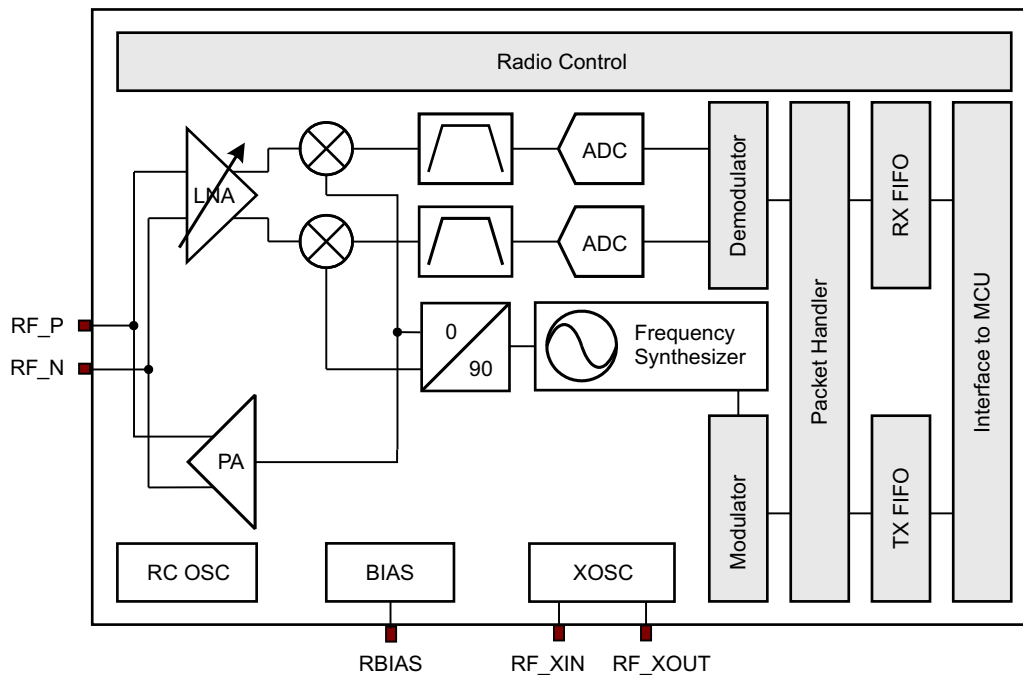 Radio Control
LNA
ADC
ADC
Demodulator
Packet Handler
RX FIFO
Interface to MCU
RF_P
RF_N
0
90
Frequency
Synthesizer
PA
Modulator
TX FIFO
RC OSC
BIAS
XOSC
RBIAS
RF_XIN
RF_XOUT